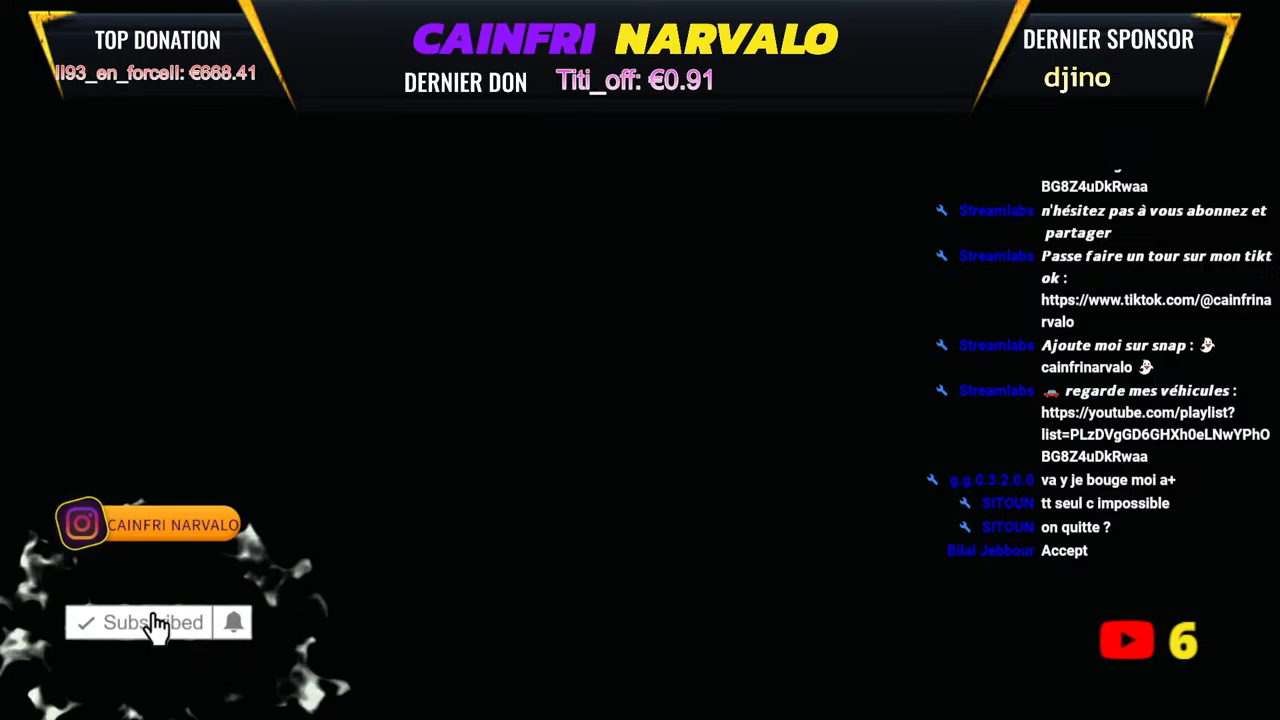 TOP DONATION
!!93_en_force!!: €668.41
CAINFRI NARVALO
DERNIER DON Titi_off: €0.91
DERNIER SPONSOR
djino
BG8Z4uDkRwaa
Streamlabs n'hésitez pas à vous abonnez et
partager
Streamlabs Passe faire un tour sur mon tikt
ok :
https://www.tiktok.com/@cainfrina
rvalo
Streamlabs Ajoute moi sur snap : 👻
cainfrinarvalo 👻
Streamlabs 🚗 regarde mes véhicules :
https://youtube.com/playlist?
list=PLzDVgGD6GHXh0eLNwYPhO
BG8Z4uDkRwaa
g.g.0.3.2.0.0 va y je bouge moi a+
SITOUN tt seul c impossible
SITOUN on quitte ?
Bilal Jebbour Accept
CAINFRI NARVALO
Subscribed
6